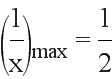 (1/x)max = 1/2